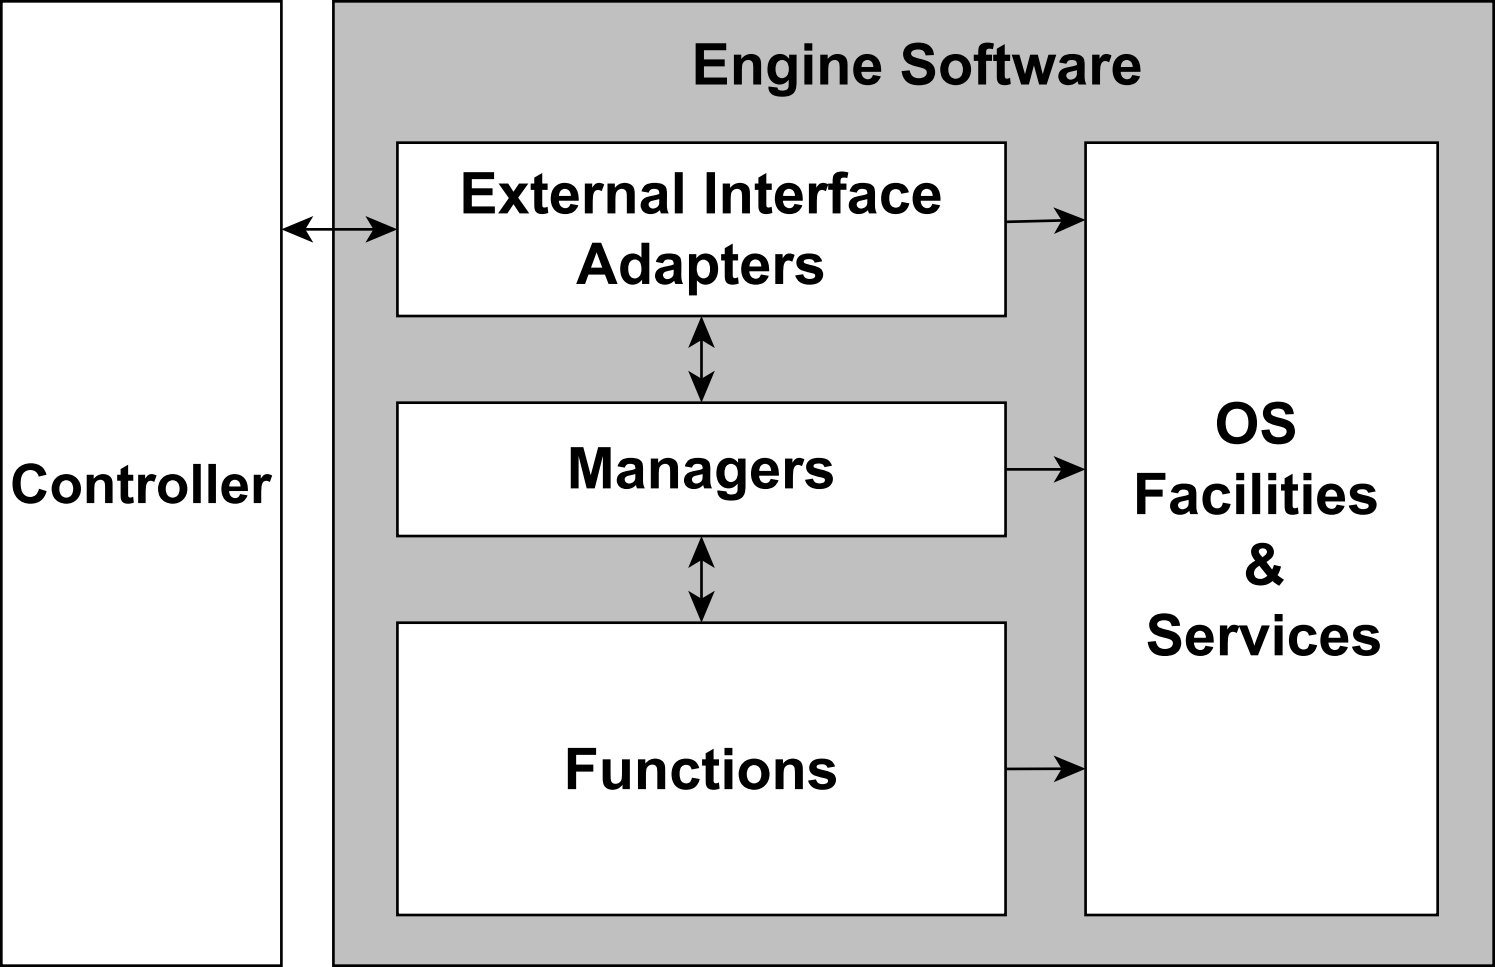 Engine Software
External Interface
Adapters
Controller
Managers
OS
Facilities
&
Services
Functions